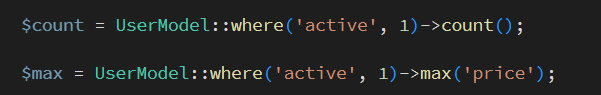 $count = UserModel::where('active', 1)->count();
$max = UserModel::where('active', 1)->max('price');